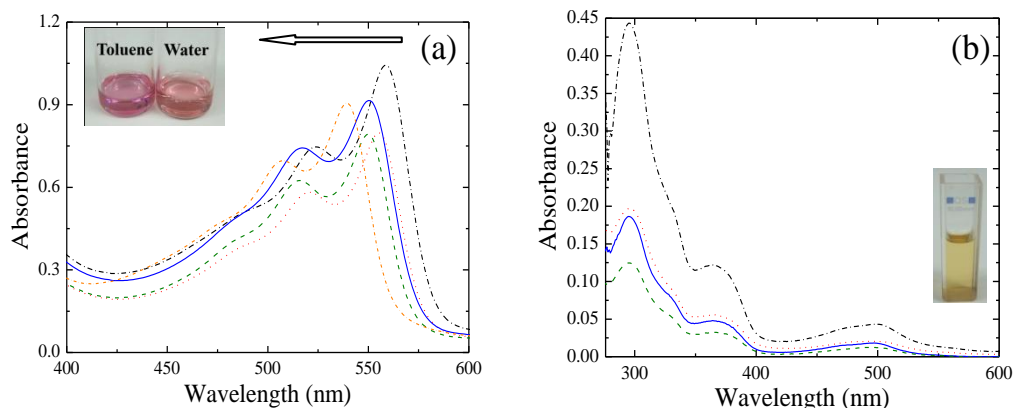 (a)
Toluene Water
1.2
0.9
0.6
0.3
0.0
Absorbance
400 450 500 550 600
Wavelength (nm)
(b)
0.45
0.40
0.35
0.30
0.25
0.20
0.15
0.10
0.05
0.00
Absorbance
300 400 500 600
Wavelength (nm)